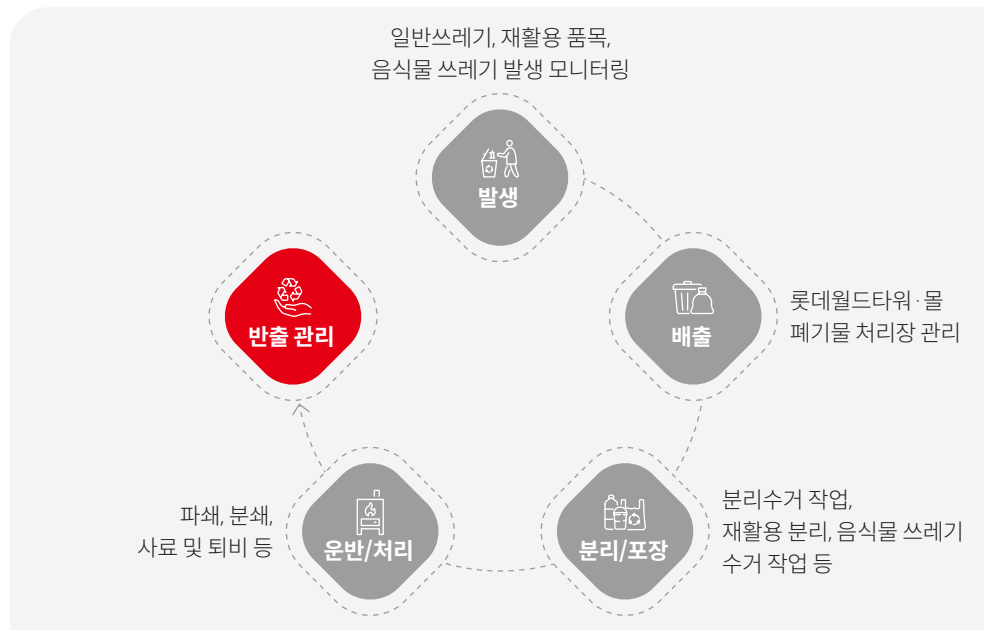 일반쓰레기, 재활용 품목,
음식물 쓰레기 발생 모니터링
발생
배출
롯데월드타워·몰
폐기물 처리장 관리
분리/포장
분리수거 작업,
재활용 분리, 음식물 쓰레기
수거 작업 등
운반/처리
파쇄, 분쇄,
사료 및 퇴비 등
반출 관리